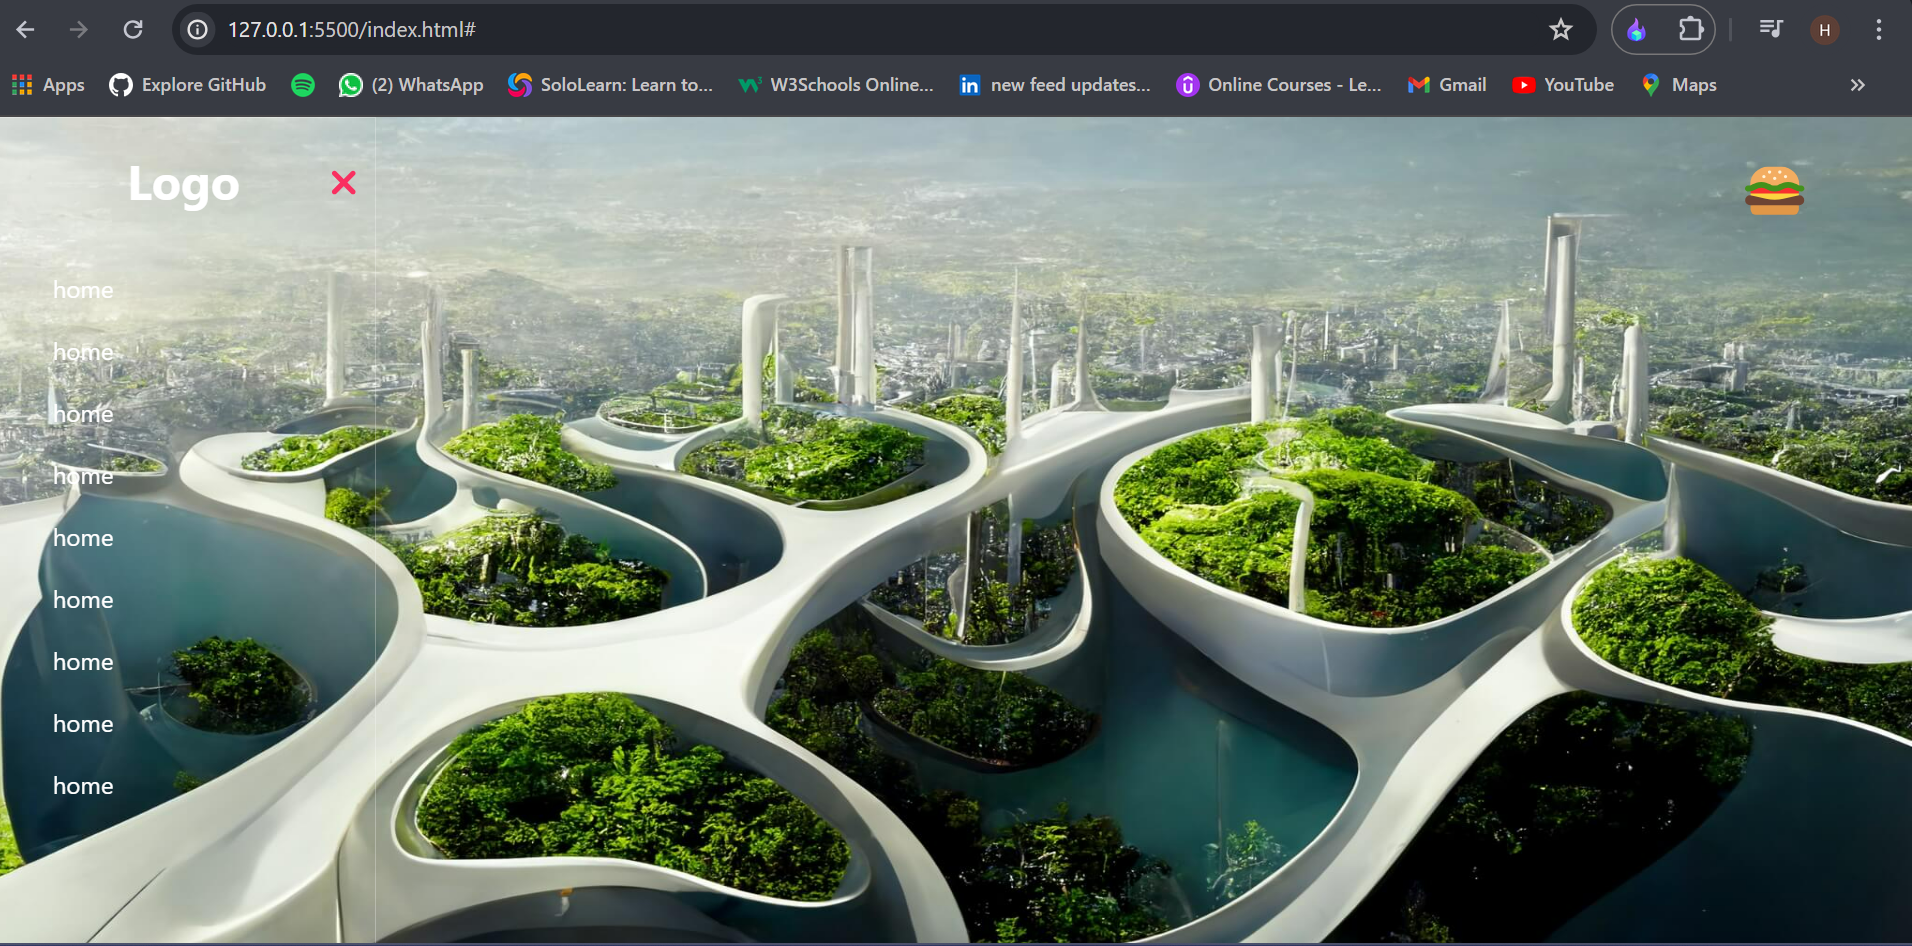 127.0.0.1:5500/index.html#
H
Apps
Explore GitHub
(2) WhatsApp
SoloLearn: Learn to...
W3Schools Online...
new feed updates...
Online Courses - Le...
Gmail
YouTube
Maps
Logo
home
home
home
home
home
home
home
home
home